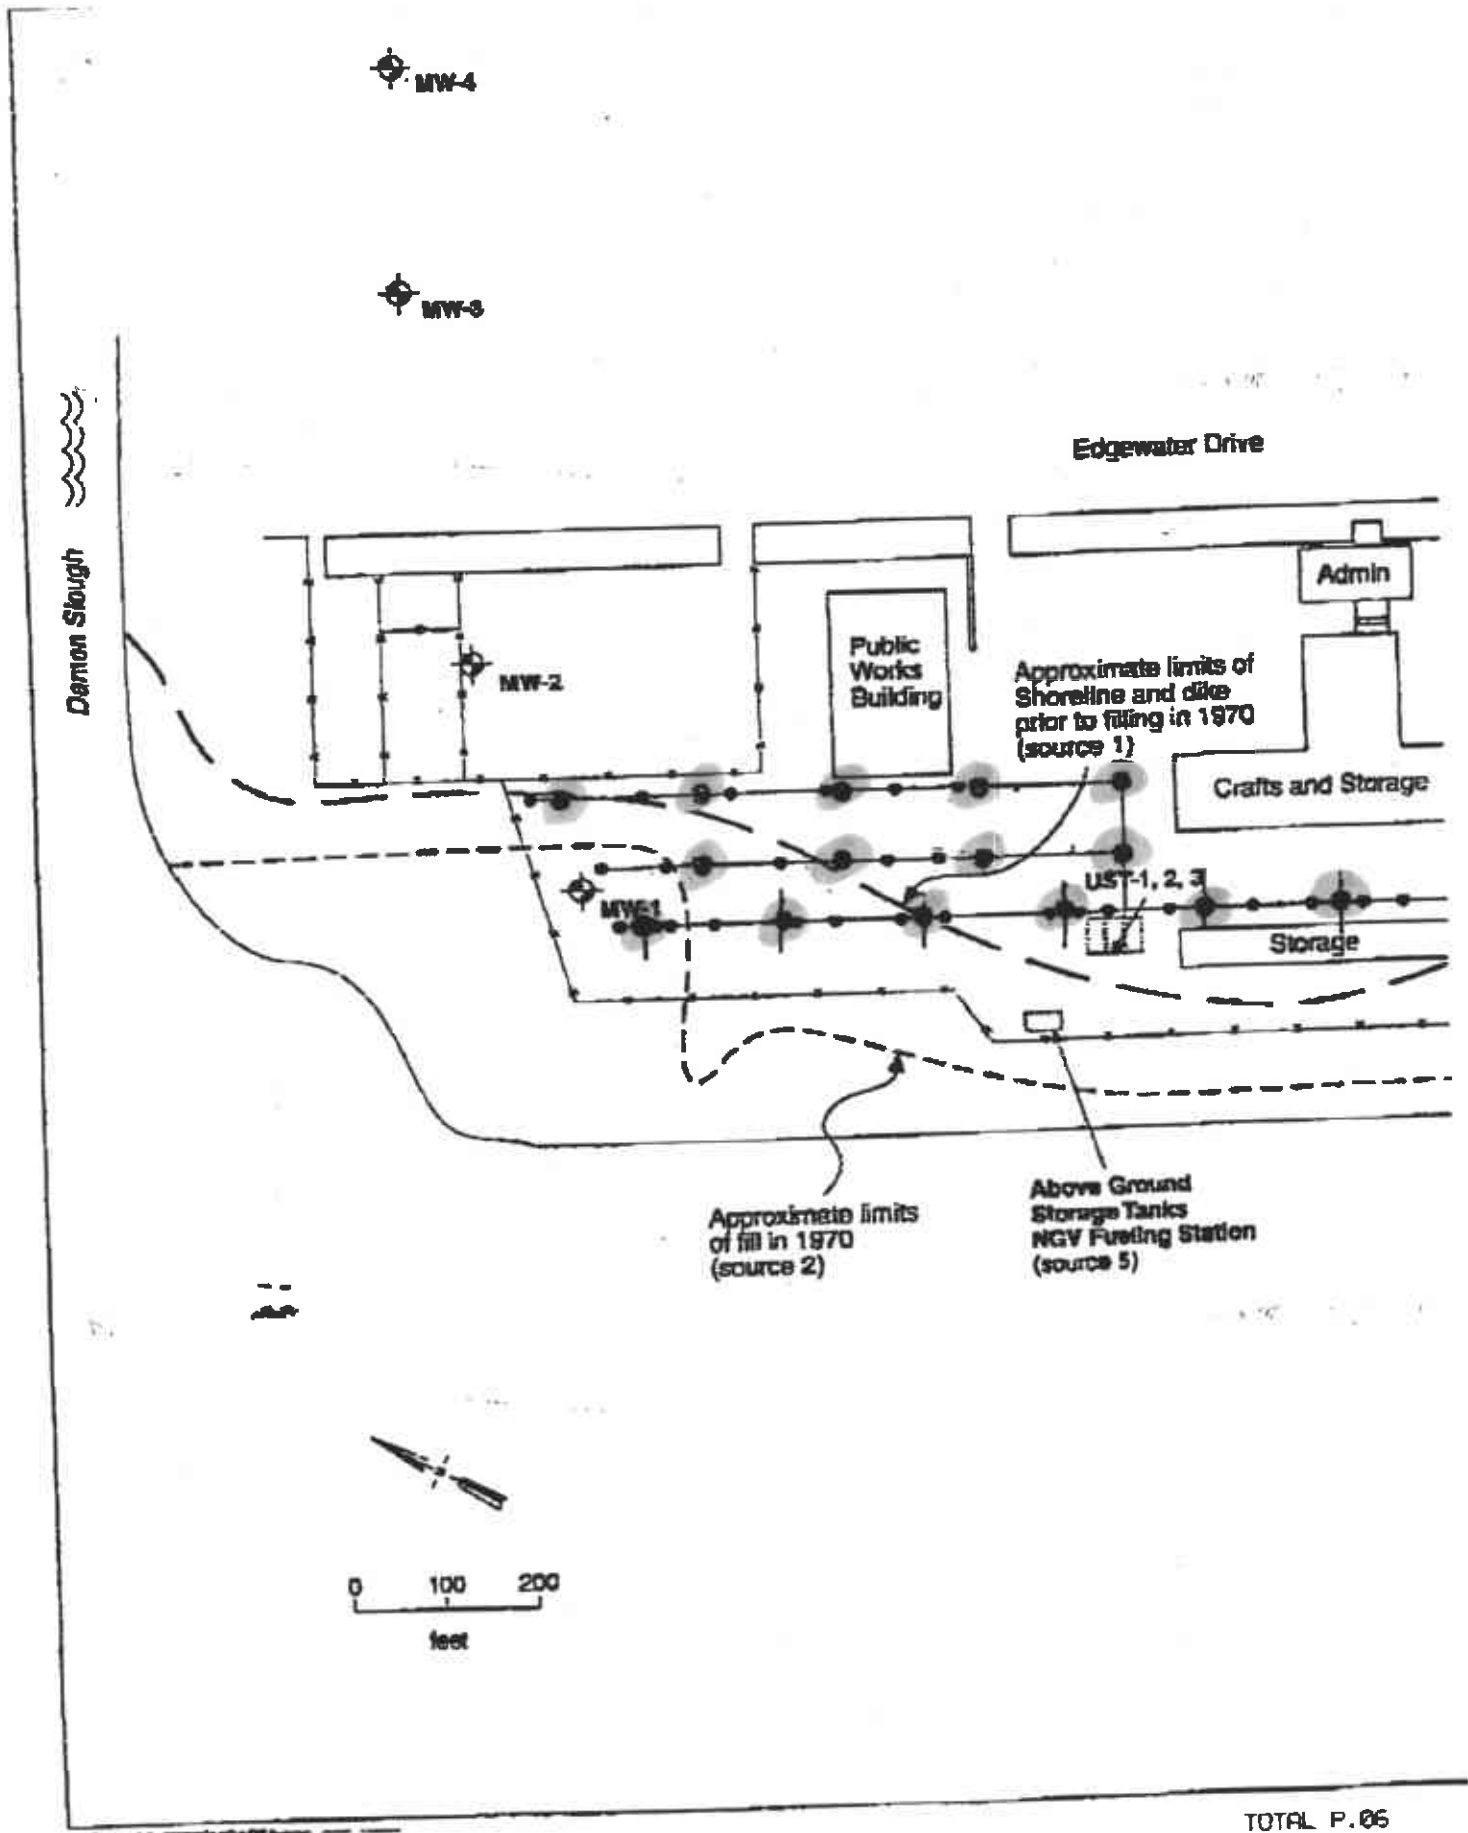 MW-4
MW-3
Edgewater Drive
Damon Slough
Admin
MW-2
Public
Works
Building
Approximate limits of
Shoreline and dike
prior to filling in 1970
(source 1)
Crafts and Storage
UST-1, 2, 3
MW-1
Storage
Approximate limits
of fill in 1970
(source 2)
Above Ground
Storage Tanks
NGV Fueling Station
(source 5)
0 100 200
feet
TOTAL P.06